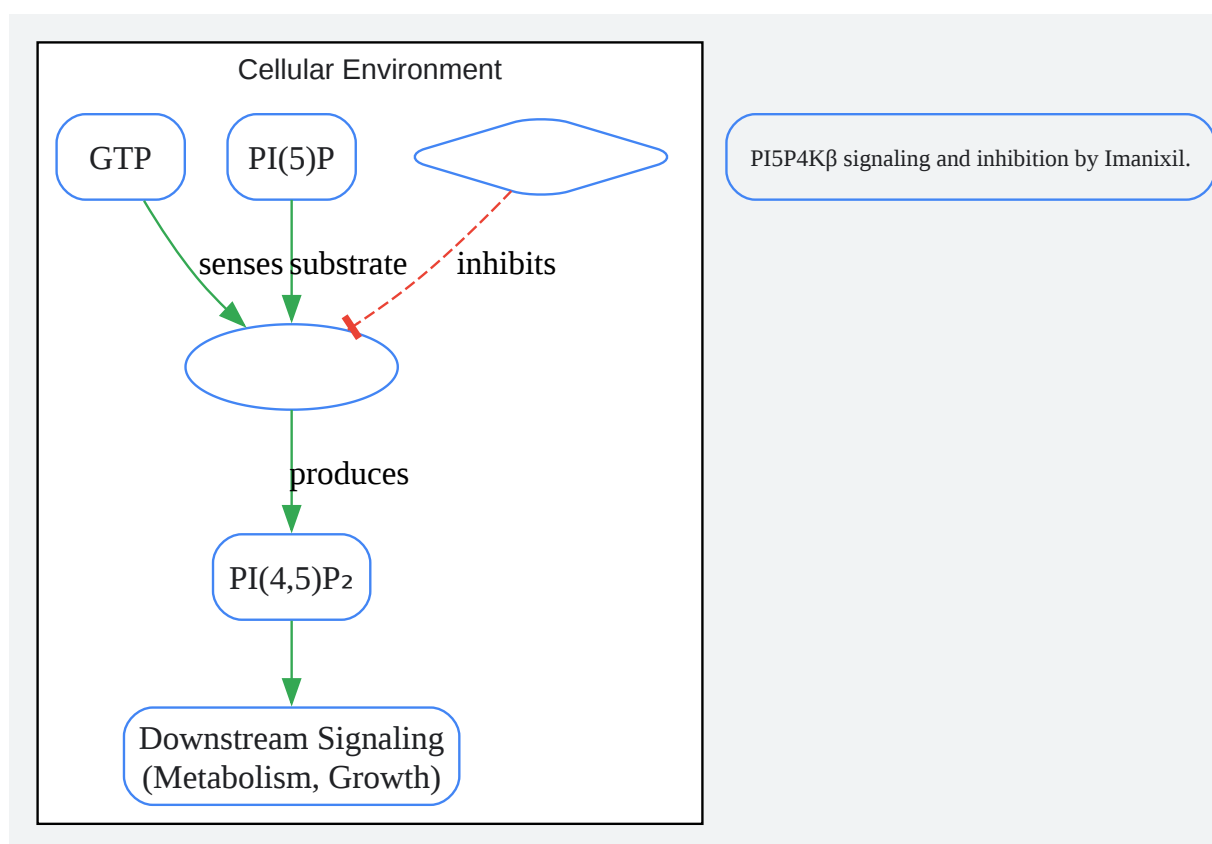 Cellular Environment
GTP
PI(5)P
PI5P4Kβ signaling and inhibition by Imanixil.
senses
substrate
inhibits
produces
PI(4,5)P₂
Downstream Signaling
(Metabolism, Growth)